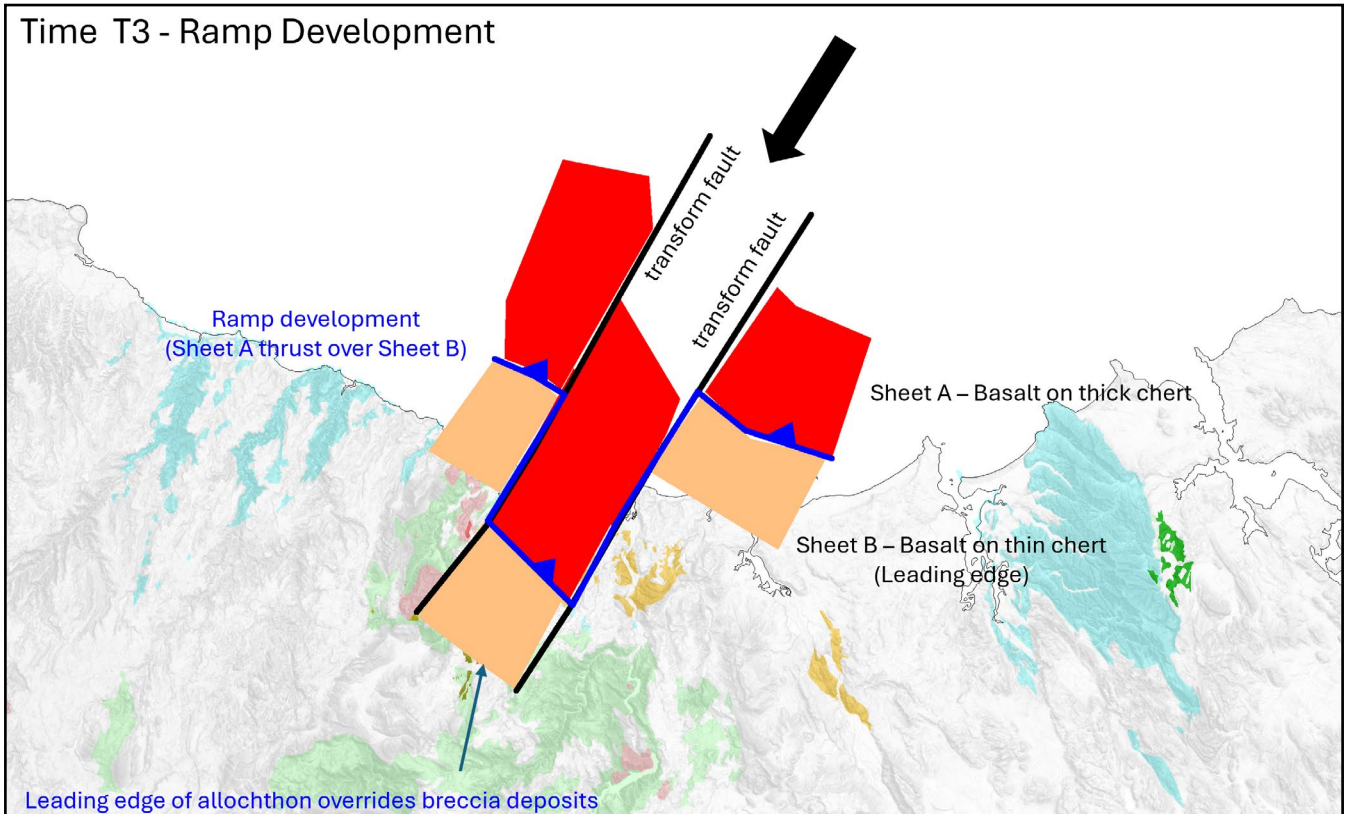 Time T3 - Ramp Development
transform fault
transform fault
Ramp development
(Sheet A thrust over Sheet B)
Sheet A – Basalt on thick chert
Sheet B – Basalt on thin chert
(Leading edge)
Leading edge of allochthon overrides breccia deposits